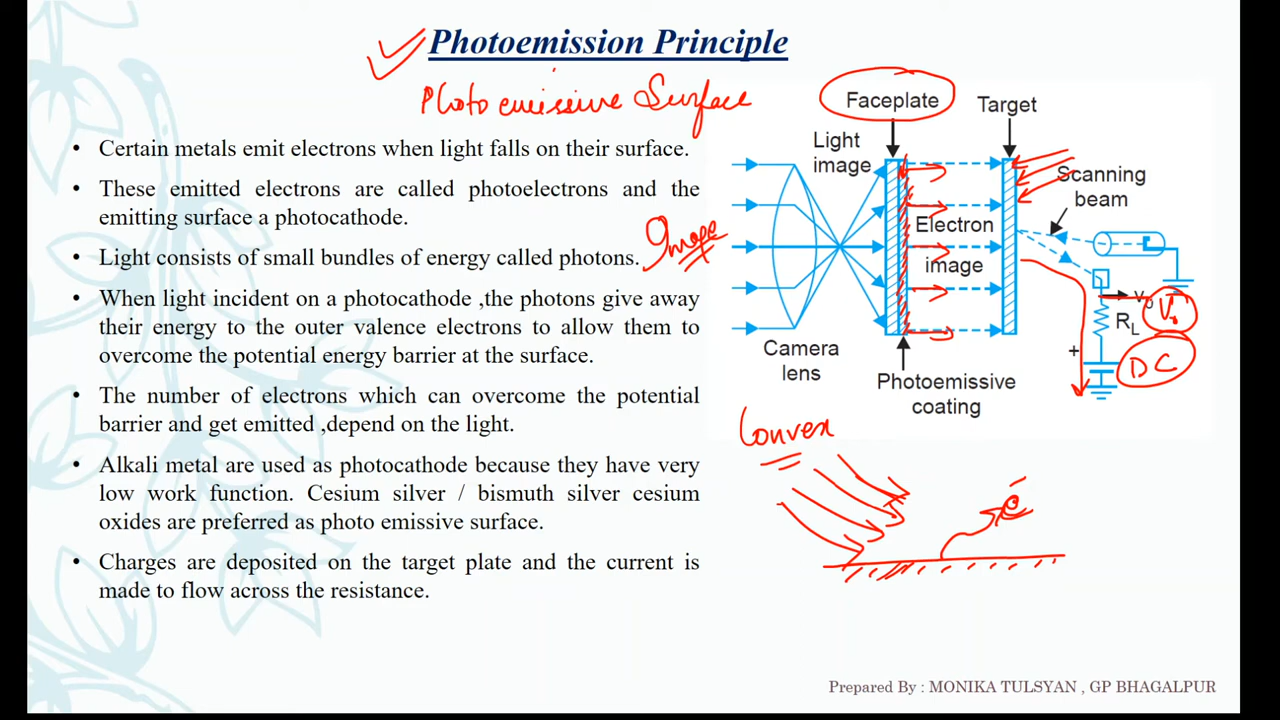 Photoemission Principle
Photo emissive Surface
• Certain metals emit electrons when light falls on their surface.
• These emitted electrons are called photoelectrons and the
emitting surface a photocathode.
• Light consists of small bundles of energy called photons.
• When light incident on a photocathode ,the photons give away
their energy to the outer valence electrons to allow them to
overcome the potential energy barrier at the surface.
• The number of electrons which can overcome the potential
barrier and get emitted ,depend on the light.
• Alkali metal are used as photocathode because they have very
low work function. Cesium silver / bismuth silver cesium
oxides are preferred as photo emissive surface.
• Charges are deposited on the target plate and the current is
made to flow across the resistance.
Image
Faceplate
Target
Light
image
Scanning
beam
Electron
image
V0
V0
RL
+
DC
Camera
lens
Photoemissive
coating
Convex
e
Prepared By : MONIKA TULSYAN , GP BHAGALPUR